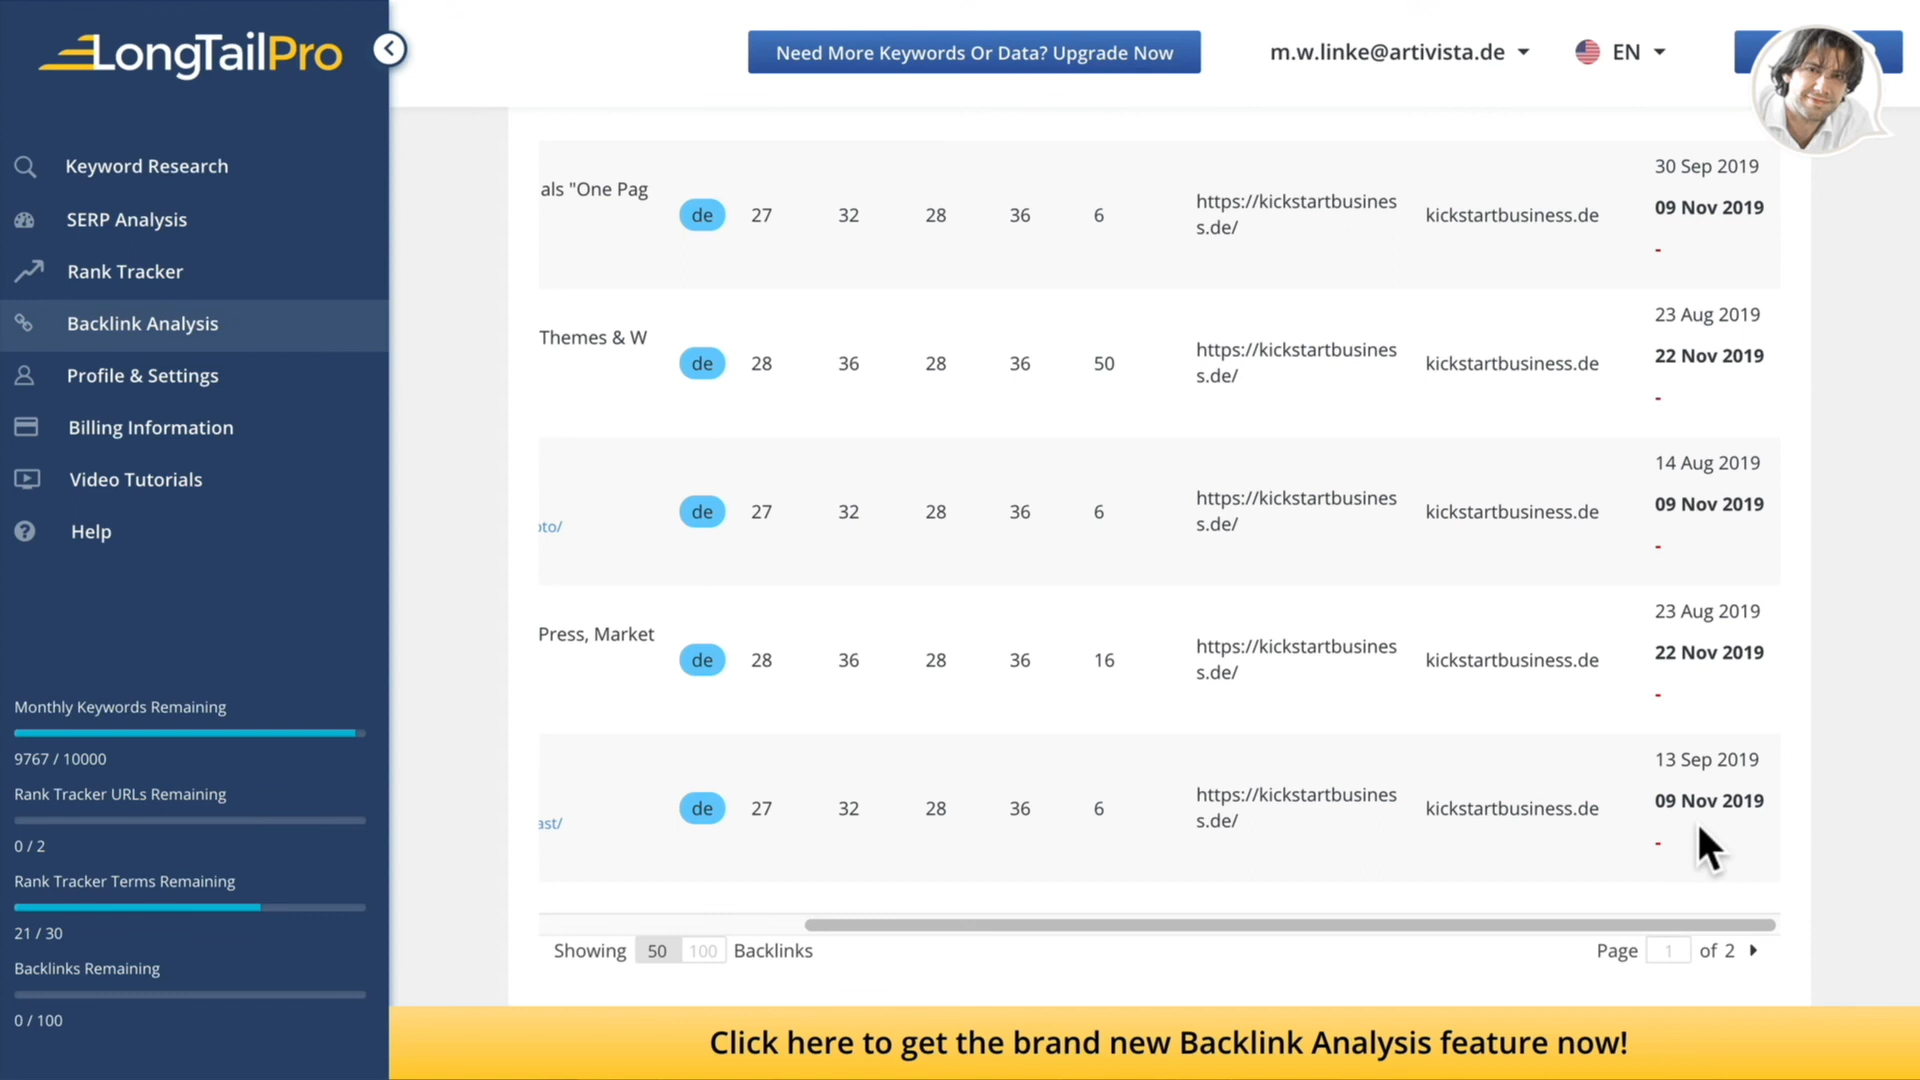 LongTailPro
Need More Keywords Or Data? Upgrade Now
m.w.linke@artivista.de
EN
Keyword Research
SERP Analysis
Rank Tracker
Backlink Analysis
Profile & Settings
Billing Information
Video Tutorials
Help
Monthly Keywords Remaining
9767 / 10000
Rank Tracker URLs Remaining
0 / 2
Rank Tracker Terms Remaining
21 / 30
Backlinks Remaining
0 / 100
als "One Pag
de 27 32 28 36 6 https://kickstartbusines
s.de/ kickstartbusiness.de
30 Sep 2019
09 Nov 2019
-
Themes & W
de 28 36 28 36 50 https://kickstartbusines
s.de/ kickstartbusiness.de
23 Aug 2019
22 Nov 2019
-
oto/
de 27 32 28 36 6 https://kickstartbusines
s.de/ kickstartbusiness.de
14 Aug 2019
09 Nov 2019
-
Press, Market
de 28 36 28 36 16 https://kickstartbusines
s.de/ kickstartbusiness.de
23 Aug 2019
22 Nov 2019
-
ast/
de 27 32 28 36 6 https://kickstartbusines
s.de/ kickstartbusiness.de
13 Sep 2019
09 Nov 2019
-
Showing 50 100 Backlinks
Page 1 of 2
Click here to get the brand new Backlink Analysis feature now!